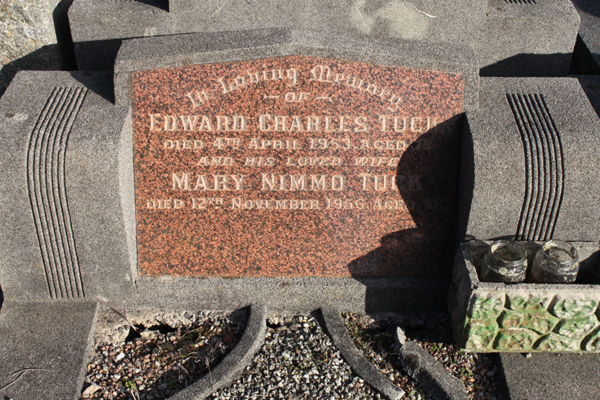 In Loving Memory
— OF —
EDWARD CHARLES TUCK
DIED 4TH APRIL 1953. AGED
AND HIS LOVED WIFE
MARY NIMMO TUCK
DIED 12TH NOVEMBER 1966. AGED